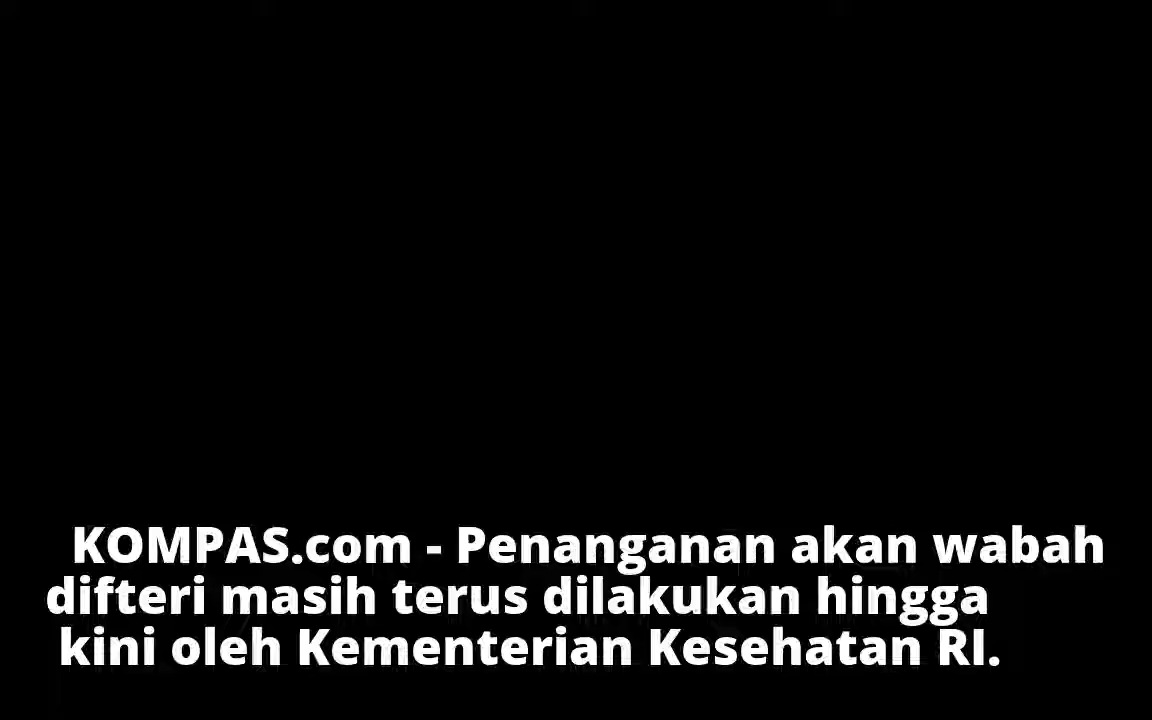 KOMPAS.com - Penanganan akan wabah
difteri masih terus dilakukan hingga
kini oleh Kementerian Kesehatan RI.